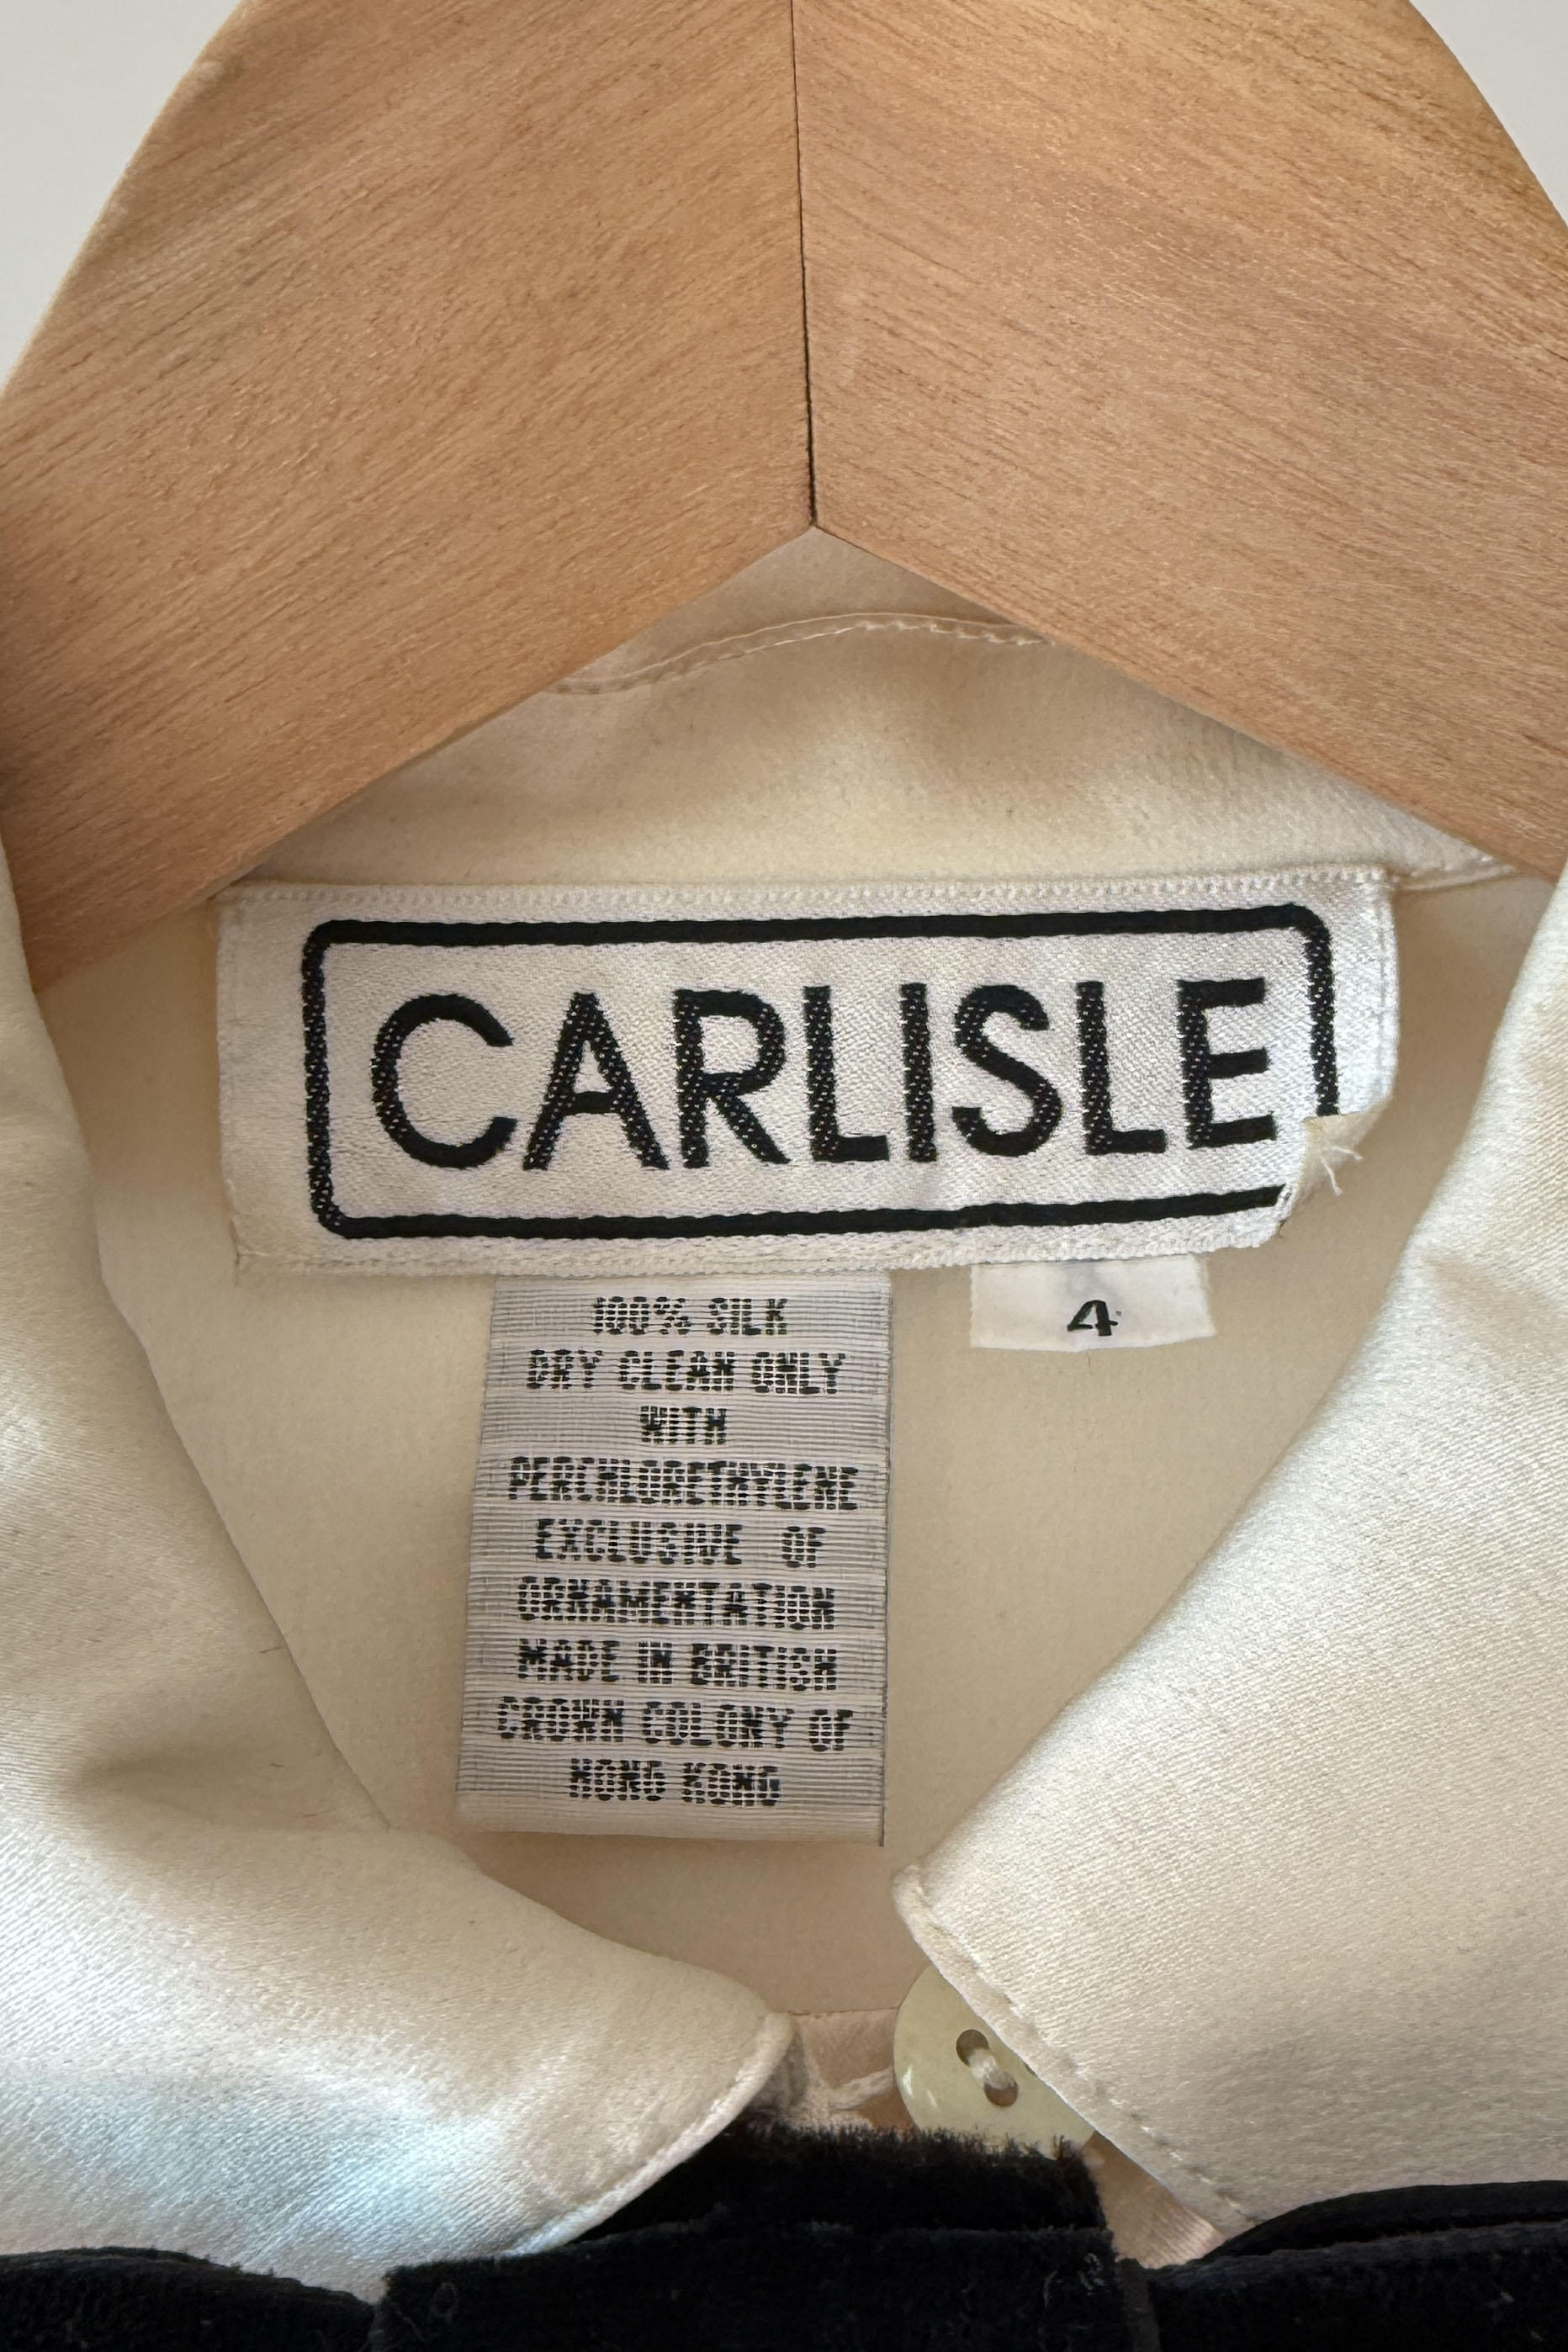 CARLISLE
4
100% SILK
DRY CLEAN ONLY
WITH
PERCHLORETHYLENE
EXCLUSIVE OF
ORNAMENTATION
MADE IN BRITISH
CROWN COLONY OF
HONG KONG